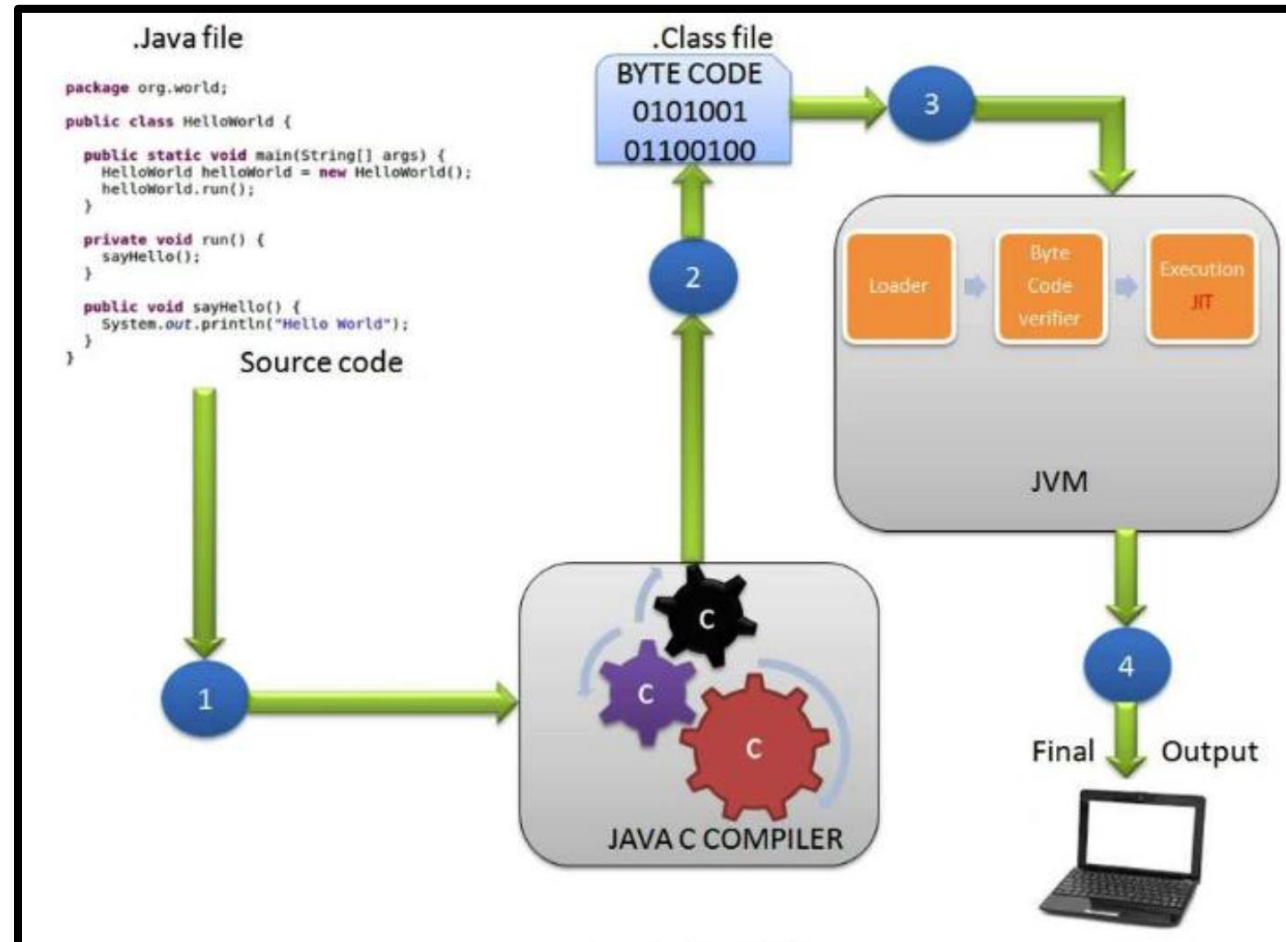 .Java file
package org.world;
public class HelloWorld {
public static void main(String[] args) {
HelloWorld helloWorld = new HelloWorld();
helloWorld.run();
}
private void run() {
sayHello();
}
public void sayHello() {
System.out.println("Hello World");
}
}
Source code
1
JAVA C COMPILER
C
C
C
2
.Class file
BYTE CODE
0101001
01100100
3
Loader
Byte
Code
verifier
Execution
JIT
JVM
4
Final Output